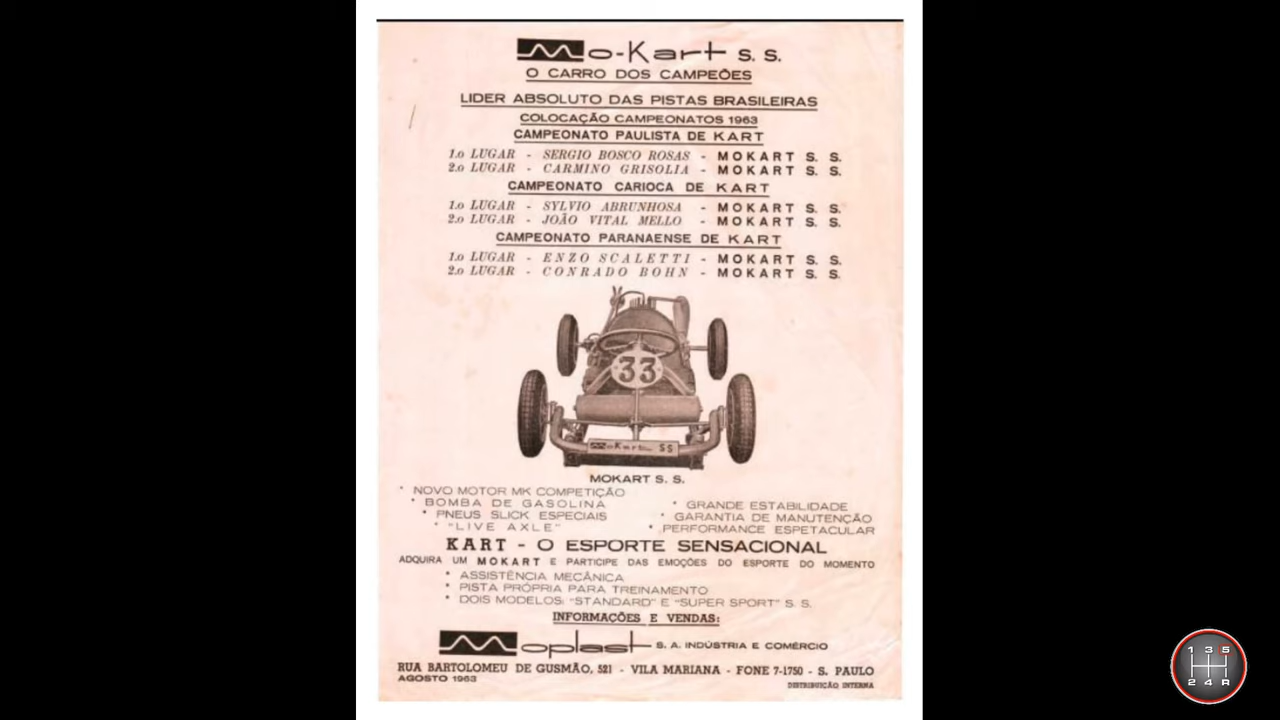 Mo-Kart S. S.
O CARRO DOS CAMPEÕES
LIDER ABSOLUTO DAS PISTAS BRASILEIRAS
COLOCAÇÃO CAMPEONATOS 1963
CAMPEONATO PAULISTA DE KART
1.o LUGAR - SERGIO BOSCO ROSAS - MOKART S. S.
2.o LUGAR - CARMINO GRISOLIA - MOKART S. S.
CAMPEONATO CARIOCA DE KART
1.o LUGAR - SYLVIO ABRUNHOSA - MOKART S. S.
2.o LUGAR - JOÃO VITAL MELLO - MOKART S. S.
CAMPEONATO PARANAENSE DE KART
1.o LUGAR - ENZO SCALETTI - MOKART S. S.
2.o LUGAR - CONRADO BOHN - MOKART S. S.
33
Mo-Kart SS
MOKART S. S.
* NOVO MOTOR MK COMPETIÇÃO
* BOMBA DE GASOLINA
* PNEUS SLICK ESPECIAIS
* "LIVE AXLE"
* GRANDE ESTABILIDADE
* GARANTIA DE MANUTENÇÃO
* PERFORMANCE ESPETACULAR
KART - O ESPORTE SENSACIONAL
ADQUIRA UM MOKART E PARTICIPE DAS EMOÇÕES DO ESPORTE DO MOMENTO
* ASSISTÊNCIA MECÂNICA
* PISTA PRÓPRIA PARA TREINAMENTO
* DOIS MODELOS: "STANDARD" E "SUPER SPORT" S. S.
INFORMAÇÕES E VENDAS:
Moplast S. A. INDÚSTRIA E COMÉRCIO
RUA BARTOLOMEU DE GUSMÃO, 521 - VILA MARIANA - FONE 7-1750 - S. PAULO
AGOSTO 1963
DISTRIBUIÇÃO INTERNA
1 3 5
2 4 R